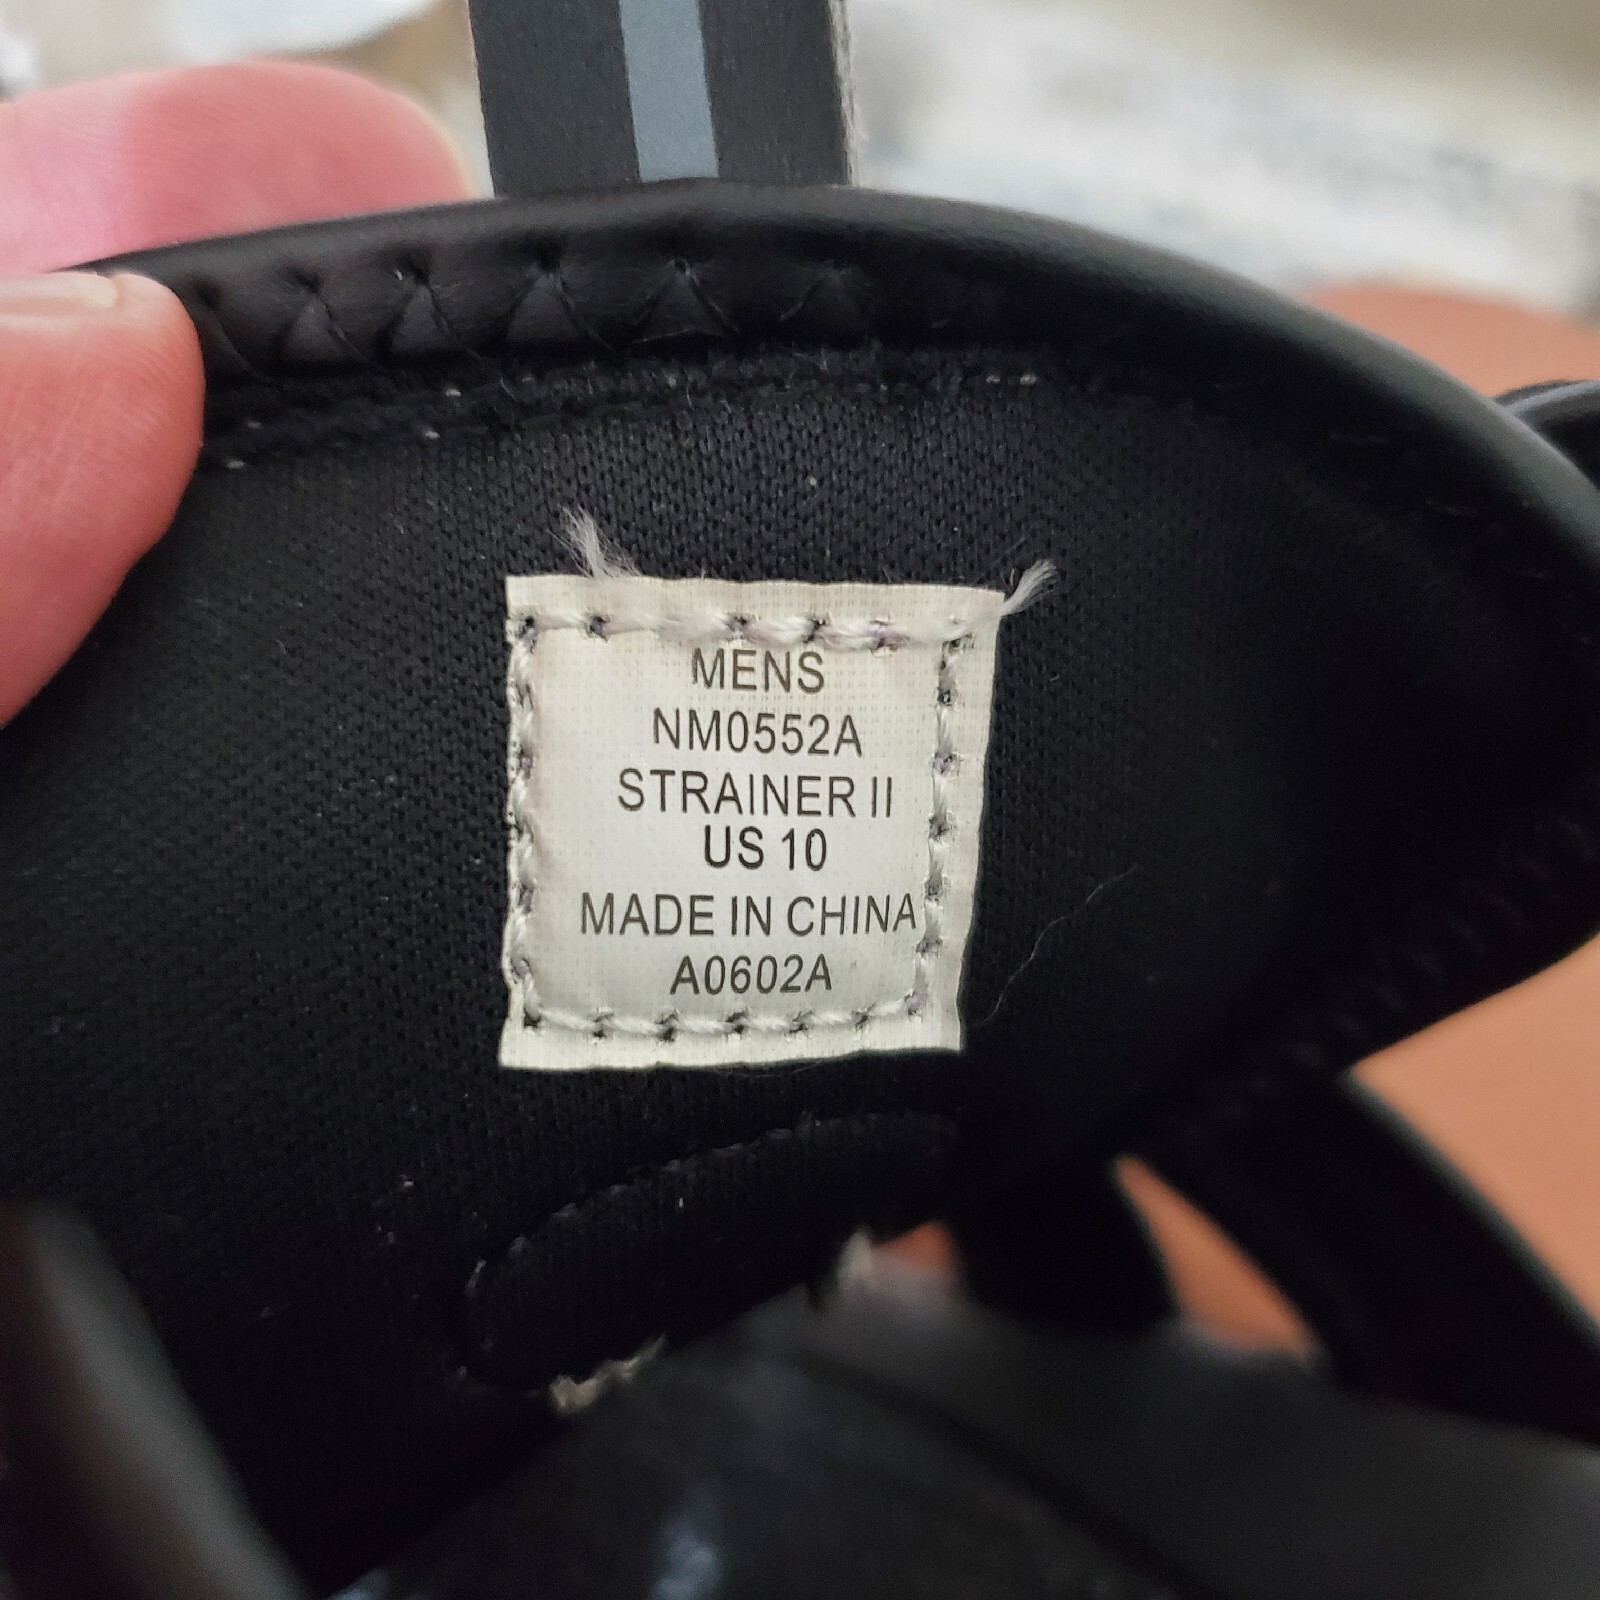 MENS
NM0552A
STRAINER II
US 10
MADE IN CHINA
A0602A